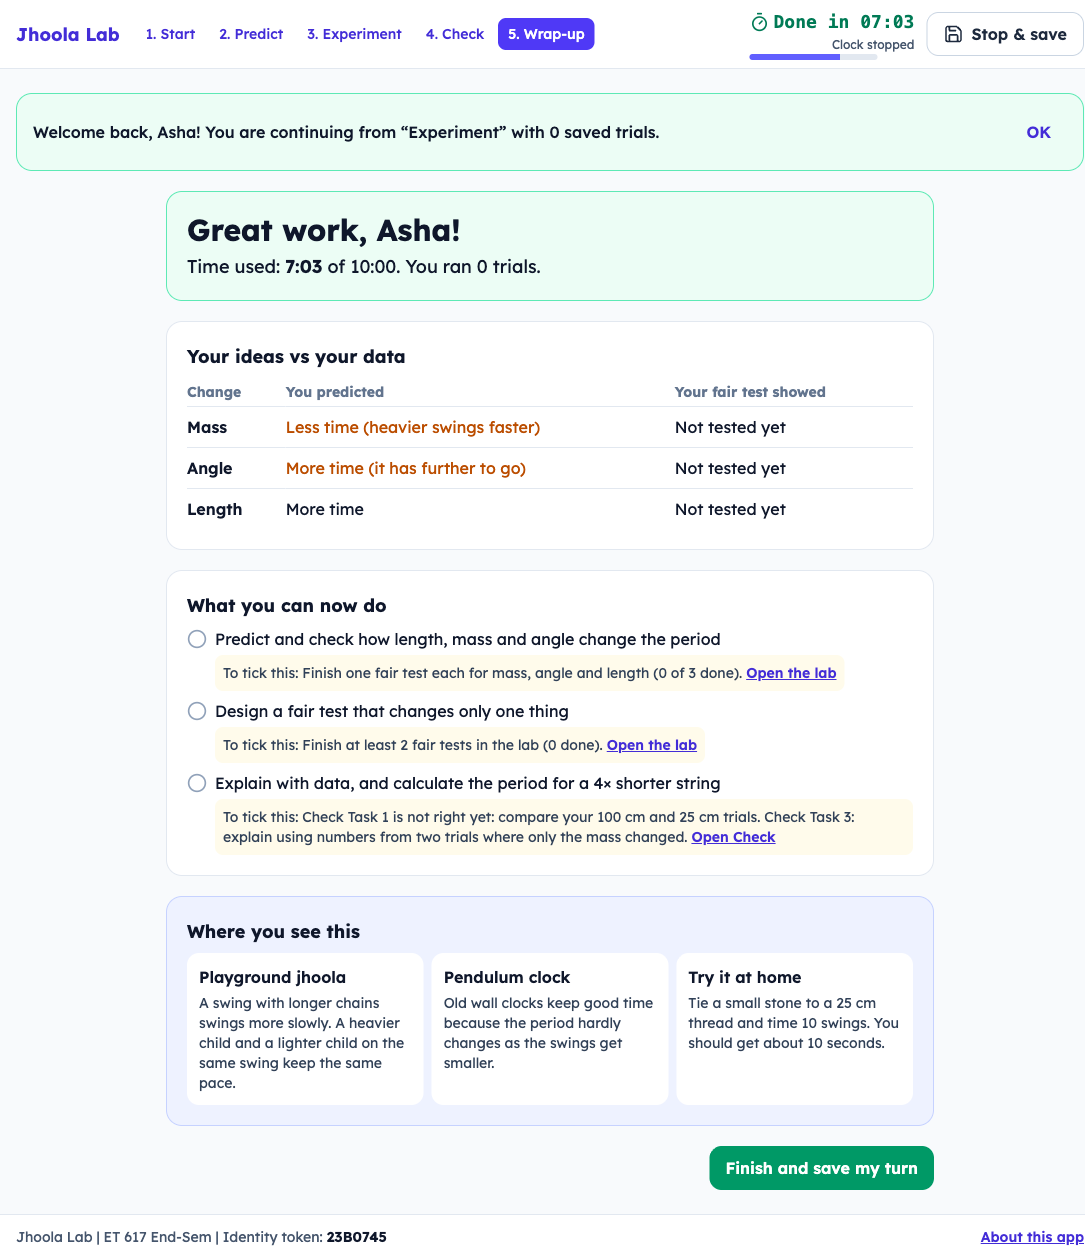 Jhoola Lab 1. Start 2. Predict 3. Experiment 4. Check 5. Wrap-up Done in 07:03 Stop & save
Clock stopped
Welcome back, Asha! You are continuing from “Experiment” with 0 saved trials. OK
Great work, Asha!
Time used: 7:03 of 10:00. You ran 0 trials.
Your ideas vs your data
Change You predicted Your fair test showed
Mass Less time (heavier swings faster) Not tested yet
Angle More time (it has further to go) Not tested yet
Length More time Not tested yet
What you can now do
Predict and check how length, mass and angle change the period
To tick this: Finish one fair test each for mass, angle and length (0 of 3 done). Open the lab
Design a fair test that changes only one thing
To tick this: Finish at least 2 fair tests in the lab (0 done). Open the lab
Explain with data, and calculate the period for a 4× shorter string
To tick this: Check Task 1 is not right yet: compare your 100 cm and 25 cm trials. Check Task 3:
explain using numbers from two trials where only the mass changed. Open Check
Where you see this
Playground jhoola
A swing with longer chains
swings more slowly. A heavier
child and a lighter child on the
same swing keep the same
pace.
Pendulum clock
Old wall clocks keep good time
because the period hardly
changes as the swings get
smaller.
Try it at home
Tie a small stone to a 25 cm
thread and time 10 swings. You
should get about 10 seconds.
Finish and save my turn
Jhoola Lab | ET 617 End-Sem | Identity token: 23B0745 About this app